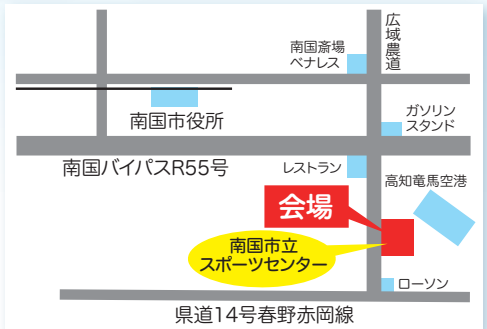 広域農道
南国斎場
ベナレス
ガソリン
スタンド
南国市役所
南国バイパスR55号
レストラン
高知竜馬空港
会場
南国市立
スポーツセンター
ローソン
県道14号春野赤岡線